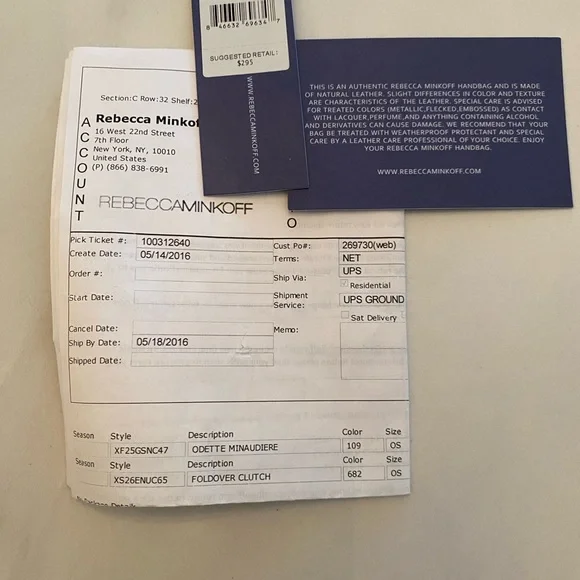 8 46632 69634 7
SUGGESTED RETAIL:
$295
WWW.REBECCAMINKOFF.COM
THIS IS AN AUTHENTIC REBECCA MINKOFF HANDBAG AND IS MADE
OF NATURAL LEATHER. SLIGHT DIFFERENCES IN COLOR AND TEXTURE
ARE CHARACTERISTICS OF THE LEATHER. SPECIAL CARE IS ADVISED
FOR TREATED COLORS (METALLIC,FLECKED,EMBOSSED) AS CONTACT
WITH LACQUER,PERFUME,AND ANYTHING CONTAINING ALCOHOL
AND DERIVATIVES CAN CAUSE DAMAGE. WE RECOMMEND THAT YOUR
BAG BE TREATED WITH WEATHERPROOF PROTECTANT AND SPECIAL
CARE BY A LEATHER CARE PROFESSIONAL OF YOUR CHOICE. ENJOY
YOUR REBECCA MINKOFF HANDBAG.
WWW.REBECCAMINKOFF.COM
Section:C Row:32 Shelf:
ACCOUNT
Rebecca Minko
16 West 22nd Street
7th Floor
New York, NY, 10010
United States
(P) (866) 838-6991
REBECCAMINKOFF
O
Pick Ticket #: 100312640 Cust Po#: 269730(web)
Create Date: 05/14/2016 Terms: NET
Order #: Ship Via: UPS
Residential
Start Date: Shipment Service: UPS GROUND
Sat Delivery
Cancel Date: Memo:
Ship By Date: 05/18/2016
Shipped Date:
Season Style Description Color Size
XF25GSNC47 ODETTE MINAUDIERE 109 OS
Season Style Description Color Size
XS26ENUC65 FOLDOVER CLUTCH 682 OS